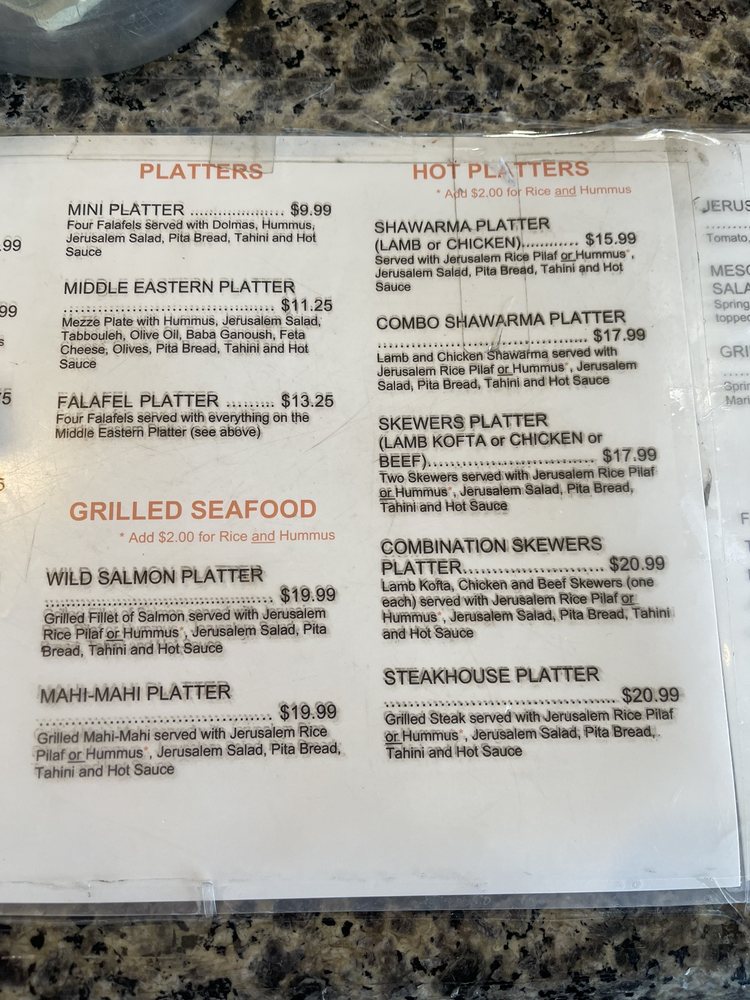 .99
99
s
75
PLATTERS
MINI PLATTER .................. $9.99
Four Falafels served with Dolmas, Hummus,
Jerusalem Salad, Pita Bread, Tahini and Hot
Sauce
MIDDLE EASTERN PLATTER
........................................ $11.25
Mezze Plate with Hummus, Jerusalem Salad,
Tabbouleh, Olive Oil, Baba Ganoush, Feta
Cheese, Olives, Pita Bread, Tahini and Hot
Sauce
FALAFEL PLATTER ......... $13.25
Four Falafels served with everything on the
Middle Eastern Platter (see above)
GRILLED SEAFOOD
* Add $2.00 for Rice and Hummus
WILD SALMON PLATTER
........................................ $19.99
Grilled Fillet of Salmon served with Jerusalem
Rice Pilaf or Hummus*, Jerusalem Salad, Pita
Bread, Tahini and Hot Sauce
MAHI-MAHI PLATTER
........................................ $19.99
Grilled Mahi-Mahi served with Jerusalem Rice
Pilaf or Hummus*, Jerusalem Salad, Pita Bread,
Tahini and Hot Sauce
HOT PLATTERS
* Add $2.00 for Rice and Hummus
SHAWARMA PLATTER
(LAMB or CHICKEN)............ $15.99
Served with Jerusalem Rice Pilaf or Hummus*,
Jerusalem Salad, Pita Bread, Tahini and Hot
Sauce
COMBO SHAWARMA PLATTER
........................................ $17.99
Lamb and Chicken Shawarma served with
Jerusalem Rice Pilaf or Hummus*, Jerusalem
Salad, Pita Bread, Tahini and Hot Sauce
SKEWERS PLATTER
(LAMB KOFTA or CHICKEN or
BEEF)................................ $17.99
Two Skewers served with Jerusalem Rice Pilaf
or Hummus*, Jerusalem Salad, Pita Bread,
Tahini and Hot Sauce
COMBINATION SKEWERS
PLATTER........................... $20.99
Lamb Kofta, Chicken and Beef Skewers (one
each) served with Jerusalem Rice Pilaf or
Hummus*, Jerusalem Salad, Pita Bread, Tahini
and Hot Sauce
STEAKHOUSE PLATTER
........................................ $20.99
Grilled Steak served with Jerusalem Rice Pilaf
or Hummus*, Jerusalem Salad, Pita Bread,
Tahini and Hot Sauce
JERUS
Tomato,
MESC
SALA
Spring
topped
GRI
Sprin
Mari